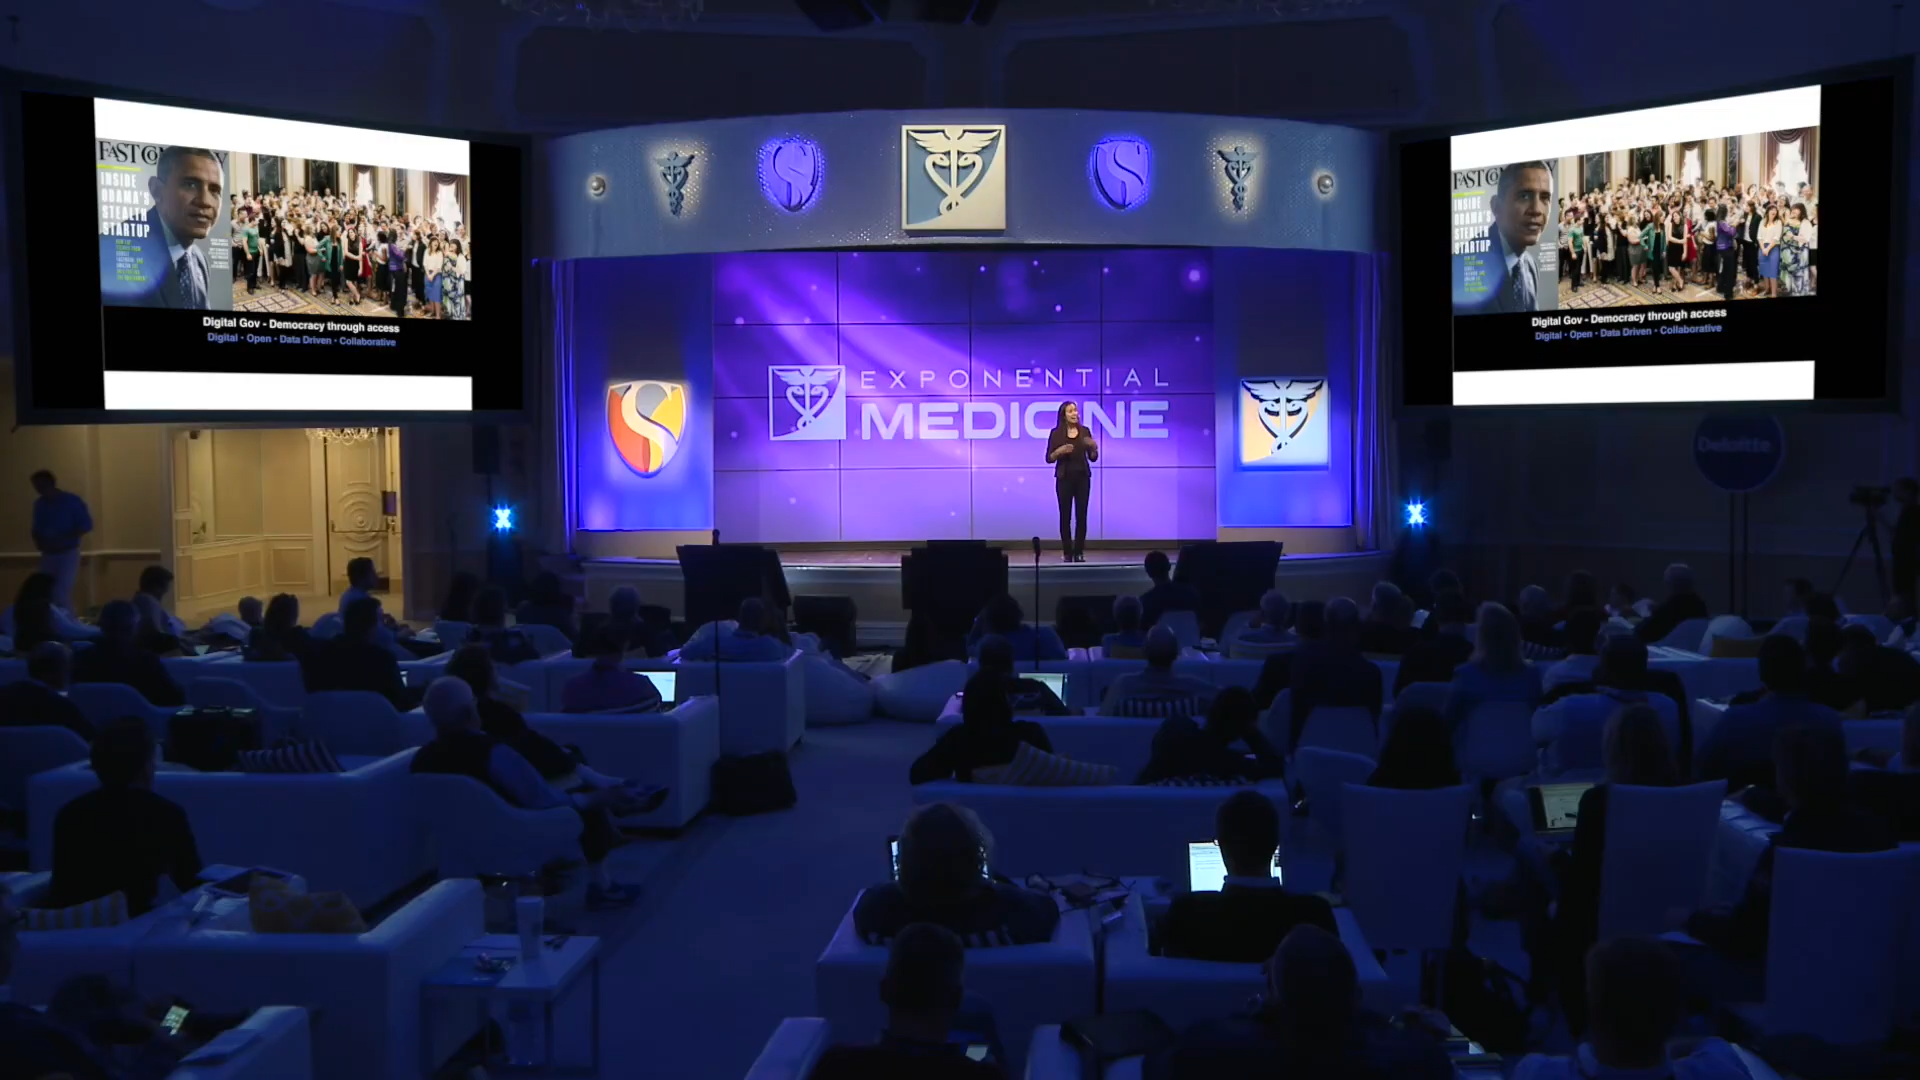 FAST CO
INSIDE
OBAMA'S
STEALTH
STARTUP
Digital Gov - Democracy through access
Digital • Open • Data Driven • Collaborative
EXPONENTIAL
MEDICINE
FAST CO
INSIDE
OBAMA'S
STEALTH
STARTUP
Digital Gov - Democracy through access
Digital • Open • Data Driven • Collaborative
Deloitte